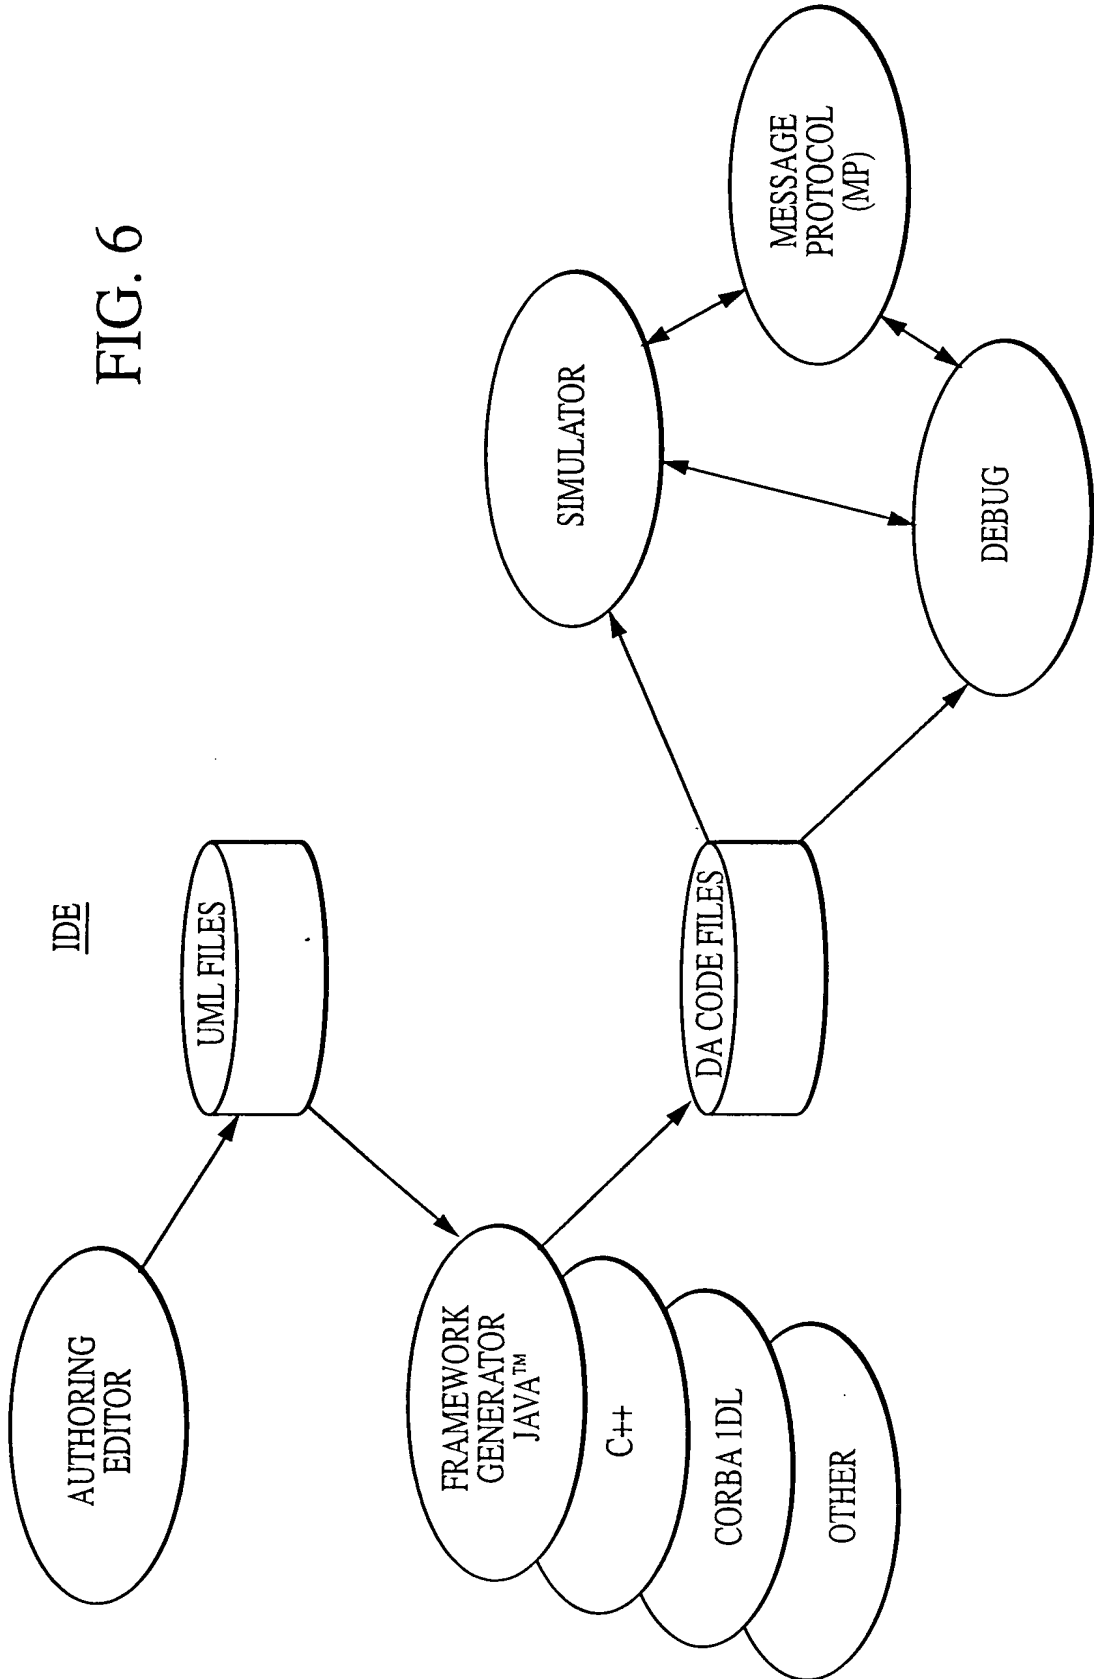 FIG. 6
IDE
AUTHORING
EDITOR
UML FILES
FRAMEWORK
GENERATOR
JAVA™
C++
CORBA 1DL
OTHER
DA CODE FILES
SIMULATOR
DEBUG
MESSAGE
PROTOCOL
(MP)